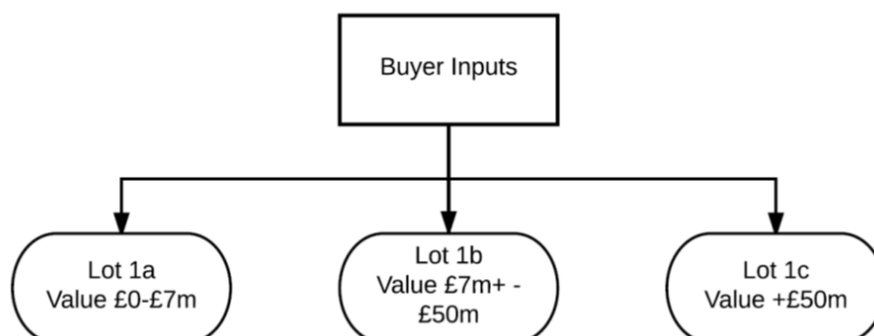 Buyer Inputs
Lot 1a
Value £0-£7m
Lot 1b
Value £7m+ -
£50m
Lot 1c
Value +£50m